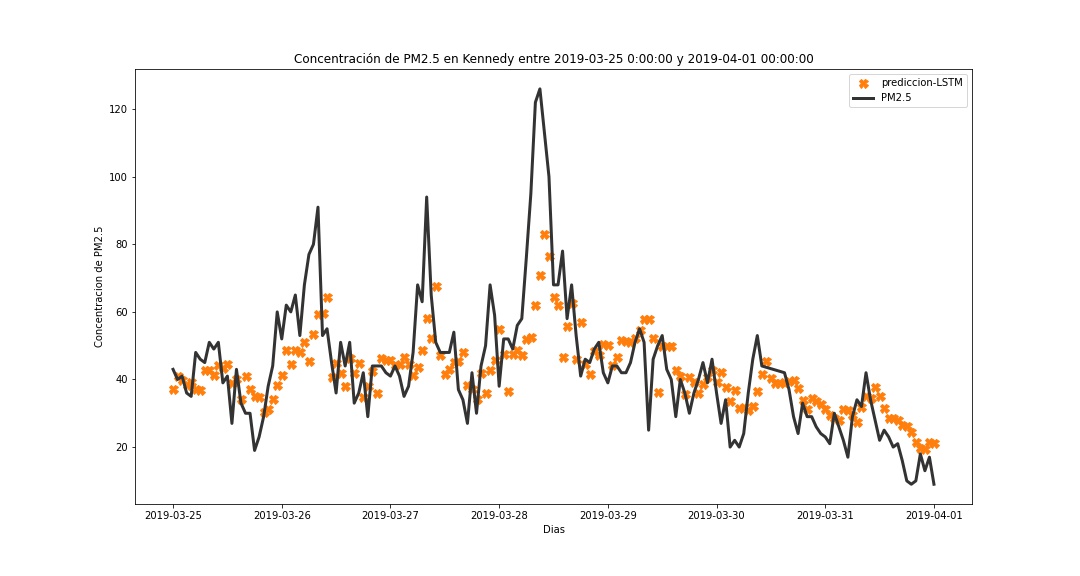 Concentración de PM2.5 en Kennedy entre 2019-03-25 0:00:00 y 2019-04-01 00:00:00
prediccion-LSTM
PM2.5
Concentracion de PM2.5
120
100
80
60
40
20
2019-03-25 2019-03-26 2019-03-27 2019-03-28 2019-03-29 2019-03-30 2019-03-31 2019-04-01
Dias